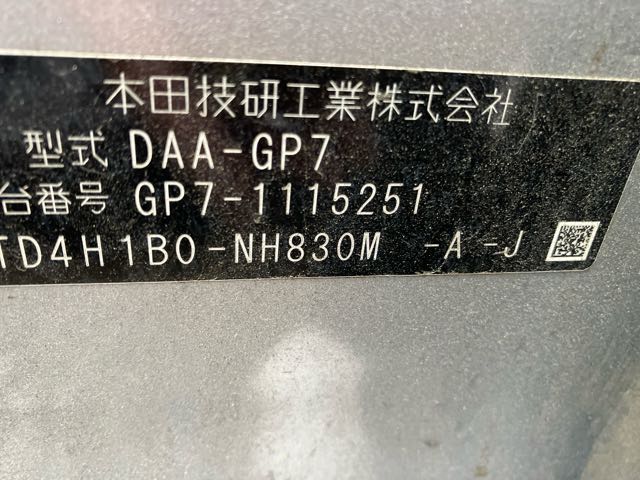 本田技研工業株式会社
型式 DAA-GP7
台番号 GP7-1115251
TD4H1B0-NH830M -A -J